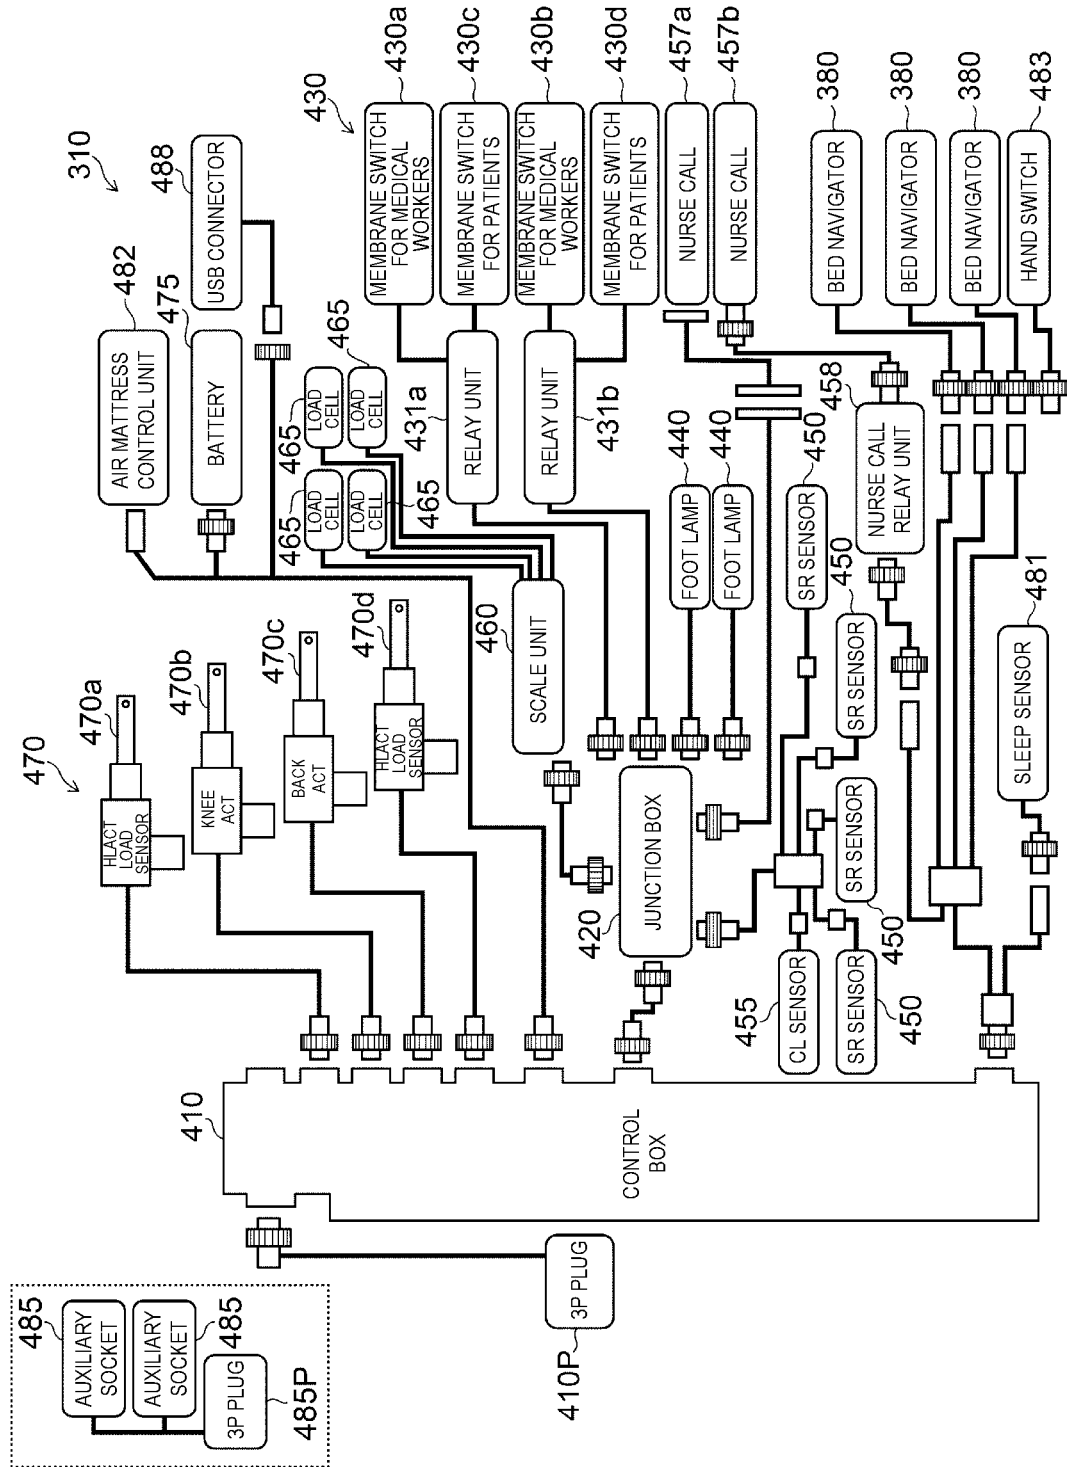 310
470
470a
HLACT
LOAD
SENSOR
470b
KNEE
ACT
470c
BACK
ACT
470d
HLACT
LOAD
SENSOR
482
AIR MATTRESS
CONTROL UNIT
475
BATTERY
488
USB CONNECTOR
465
LOAD
CELL
465
LOAD
CELL
465
LOAD
CELL
465
LOAD
CELL
460
SCALE UNIT
430
430a
MEMBRANE SWITCH
FOR MEDICAL
WORKERS
430c
MEMBRANE SWITCH
FOR PATIENTS
430b
MEMBRANE SWITCH
FOR MEDICAL
WORKERS
430d
MEMBRANE SWITCH
FOR PATIENTS
431a
RELAY UNIT
431b
RELAY UNIT
457a
NURSE CALL
457b
NURSE CALL
440
FOOT LAMP
440
FOOT LAMP
420
JUNCTION BOX
450
SR SENSOR
450
SR SENSOR
450
SR SENSOR
450
SR SENSOR
455
CL SENSOR
458
NURSE CALL
RELAY UNIT
380
BED NAVIGATOR
380
BED NAVIGATOR
380
BED NAVIGATOR
483
HAND SWITCH
481
SLEEP SENSOR
410
CONTROL
BOX
410P
3P PLUG
485
AUXILIARY
SOCKET
485
AUXILIARY
SOCKET
485P
3P PLUG